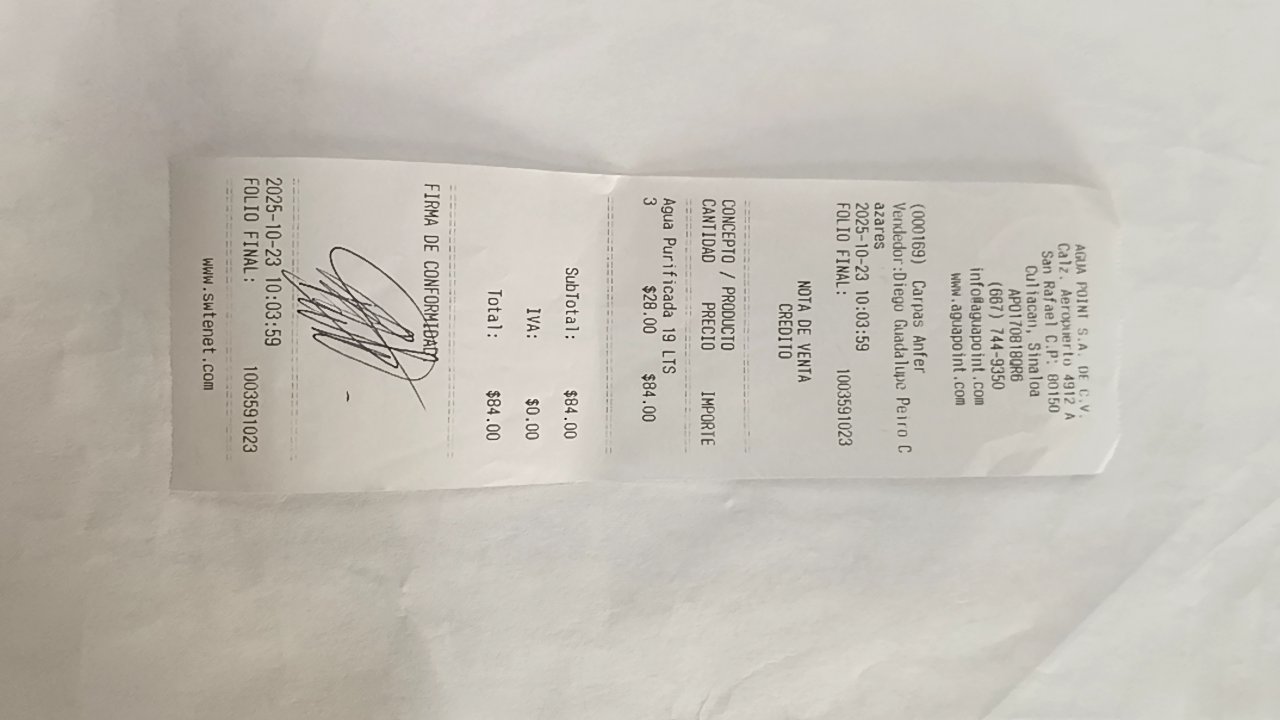 AGUA POINT S.A. DE C.V.
Calz. Aeropuerto 4912 A
San Rafael C.P: 80150
Culiacan, Sinaloa
APO170818QR6
(667) 744-9350
info@aguapoint.com
www.aguapoint.com
(000169) Carpas Anfer
Vendedor:Diego Guadalupe Peiro C
azares
2025-10-23 10:03:59
FOLIO FINAL: 1003591023
NOTA DE VENTA
CREDITO
CONCEPTO / PRODUCTO
CANTIDAD PRECIO IMPORTE
Agua Purificada 19 LTS
3 $28.00 $84.00
SubTotal: $84.00
IVA: $0.00
Total: $84.00
FIRMA DE CONFORMIDAD
2025-10-23 10:03:59
FOLIO FINAL: 1003591023
www.swtenet.com